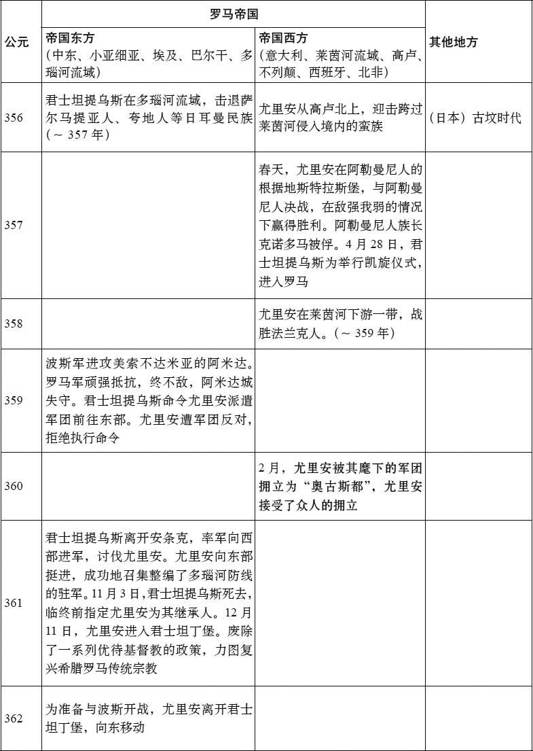 公元
罗马帝国
其他地方
帝国东方
（中东、小亚细亚、埃及、巴尔干、多
瑙河流域）
帝国西方
（意大利、莱茵河流域、高卢、
不列颠、西班牙、北非）
356
君士坦提乌斯在多瑙河流域，击退萨
尔马提亚人、夸地人等日耳曼民族
（～ 357 年）
尤里安从高卢北上，迎击跨过
莱茵河侵入境内的蛮族
（日本）古坟时代
357
春天，尤里安在阿勒曼尼人的
根据地斯特拉斯堡，与阿勒曼
尼人决战，在敌强我弱的情况
下赢得胜利。阿勒曼尼人族长
克诺多马被俘。4 月 28 日，君
士坦提乌斯为举行凯旋仪式，
进入罗马
358
尤里安在莱茵河下游一带，战
胜法兰克人。（～ 359 年）
359
波斯军进攻美索不达米亚的阿米达。
罗马军顽强抵抗，终不敌，阿米达城
失守。君士坦提乌斯命令尤里安派遣
军团前往东部。尤里安遭军团反对，
拒绝执行命令
360
2 月，尤里安被其麾下的军团
拥立为“奥古斯都”，尤里安
接受了众人的拥立
361
君士坦提乌斯离开安条克，率军向西
部进军，讨伐尤里安。尤里安向东部
挺进，成功地召集整编了多瑙河防线
的驻军。11 月 3 日，君士坦提乌斯死去，
临终前指定尤里安为其继承人。12 月
11 日，尤里安进入君士坦丁堡。废除
了一系列优待基督教的政策，力图复
兴希腊罗马传统宗教
362
为准备与波斯开战，尤里安离开君士
坦丁堡，向东移动